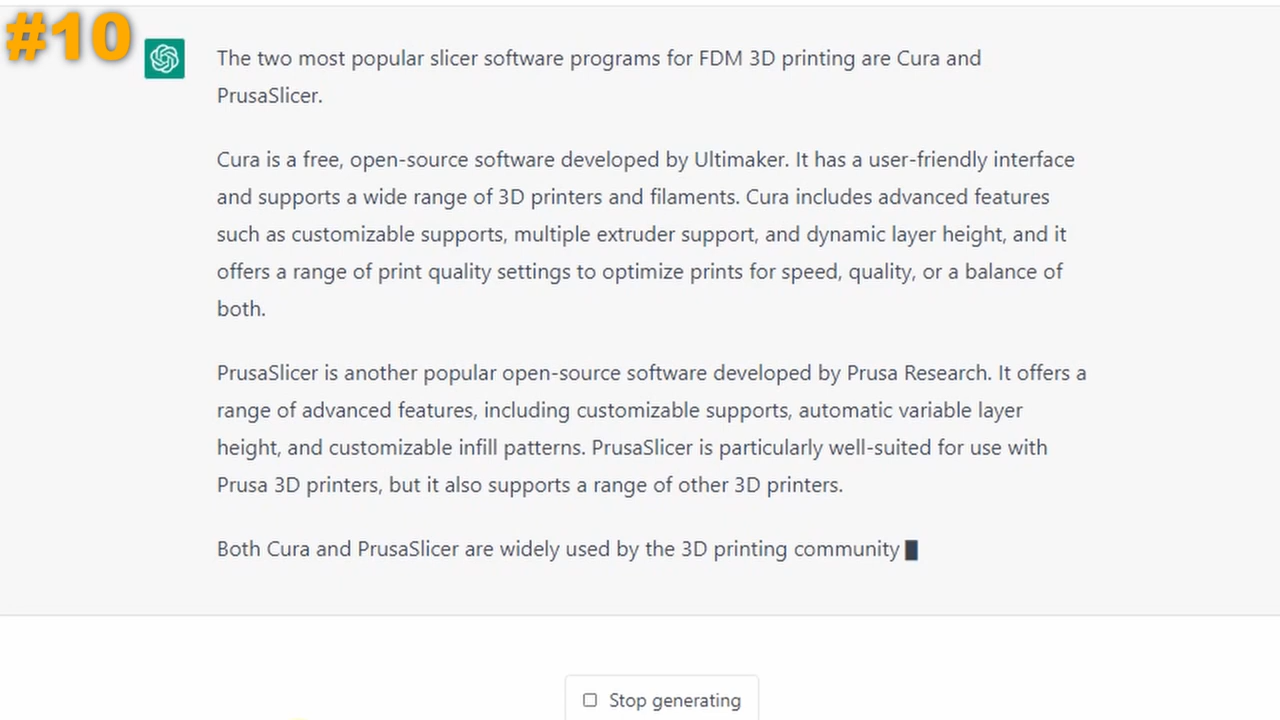 #10
The two most popular slicer software programs for FDM 3D printing are Cura and
PrusaSlicer.
Cura is a free, open-source software developed by Ultimaker. It has a user-friendly interface
and supports a wide range of 3D printers and filaments. Cura includes advanced features
such as customizable supports, multiple extruder support, and dynamic layer height, and it
offers a range of print quality settings to optimize prints for speed, quality, or a balance of
both.
PrusaSlicer is another popular open-source software developed by Prusa Research. It offers a
range of advanced features, including customizable supports, automatic variable layer
height, and customizable infill patterns. PrusaSlicer is particularly well-suited for use with
Prusa 3D printers, but it also supports a range of other 3D printers.
Both Cura and PrusaSlicer are widely used by the 3D printing community
Stop generating